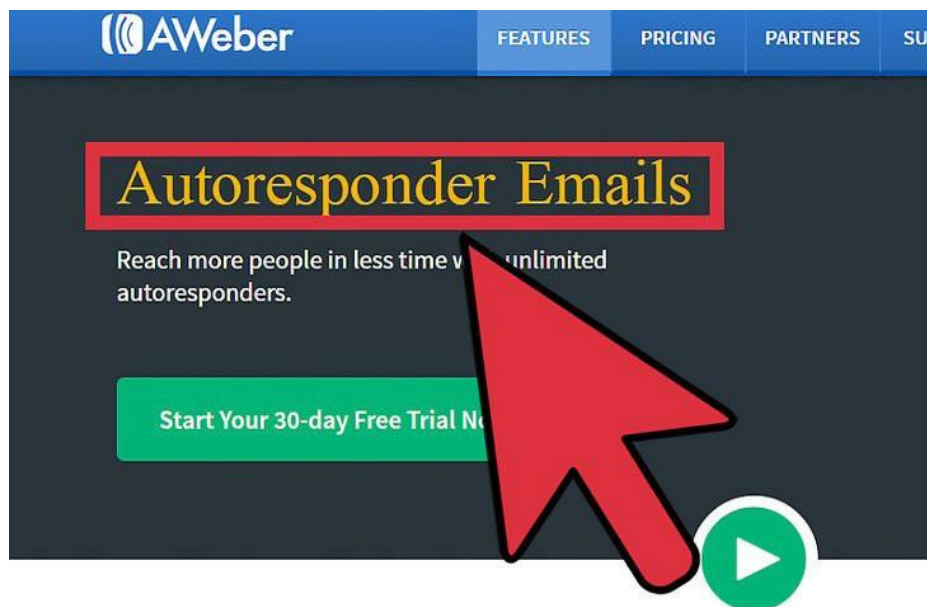 AWeber
FEATURES PRICING PARTNERS SU
Autoresponder Emails
Reach more people in less time unlimited
autoresponders.
Start Your 30-day Free Trial